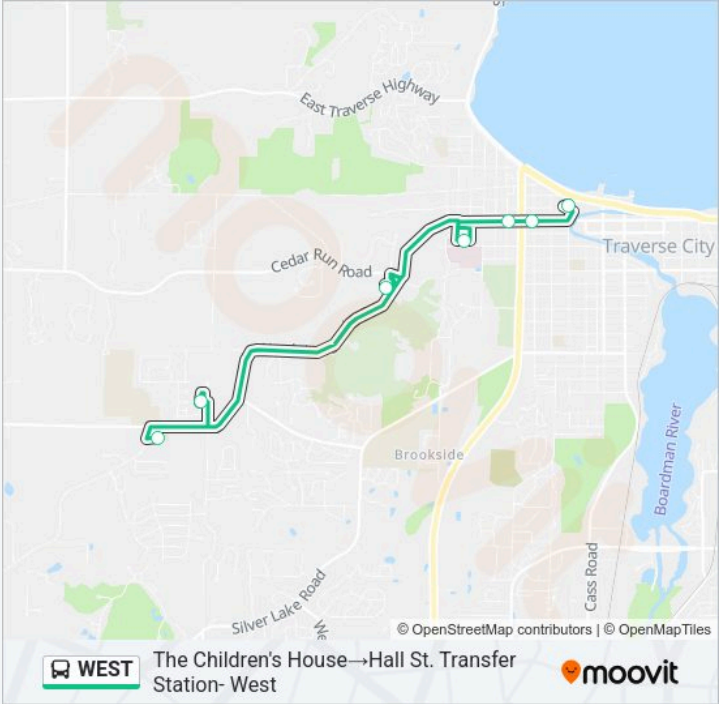 East Traverse Highway
Cedar Run Road
Traverse City
Brookside
Boardman River
Cass Road
Silver Lake Road
We
© OpenStreetMap contributors | © OpenMapTiles
WEST
The Children's House→Hall St. Transfer
Station- West
moovit